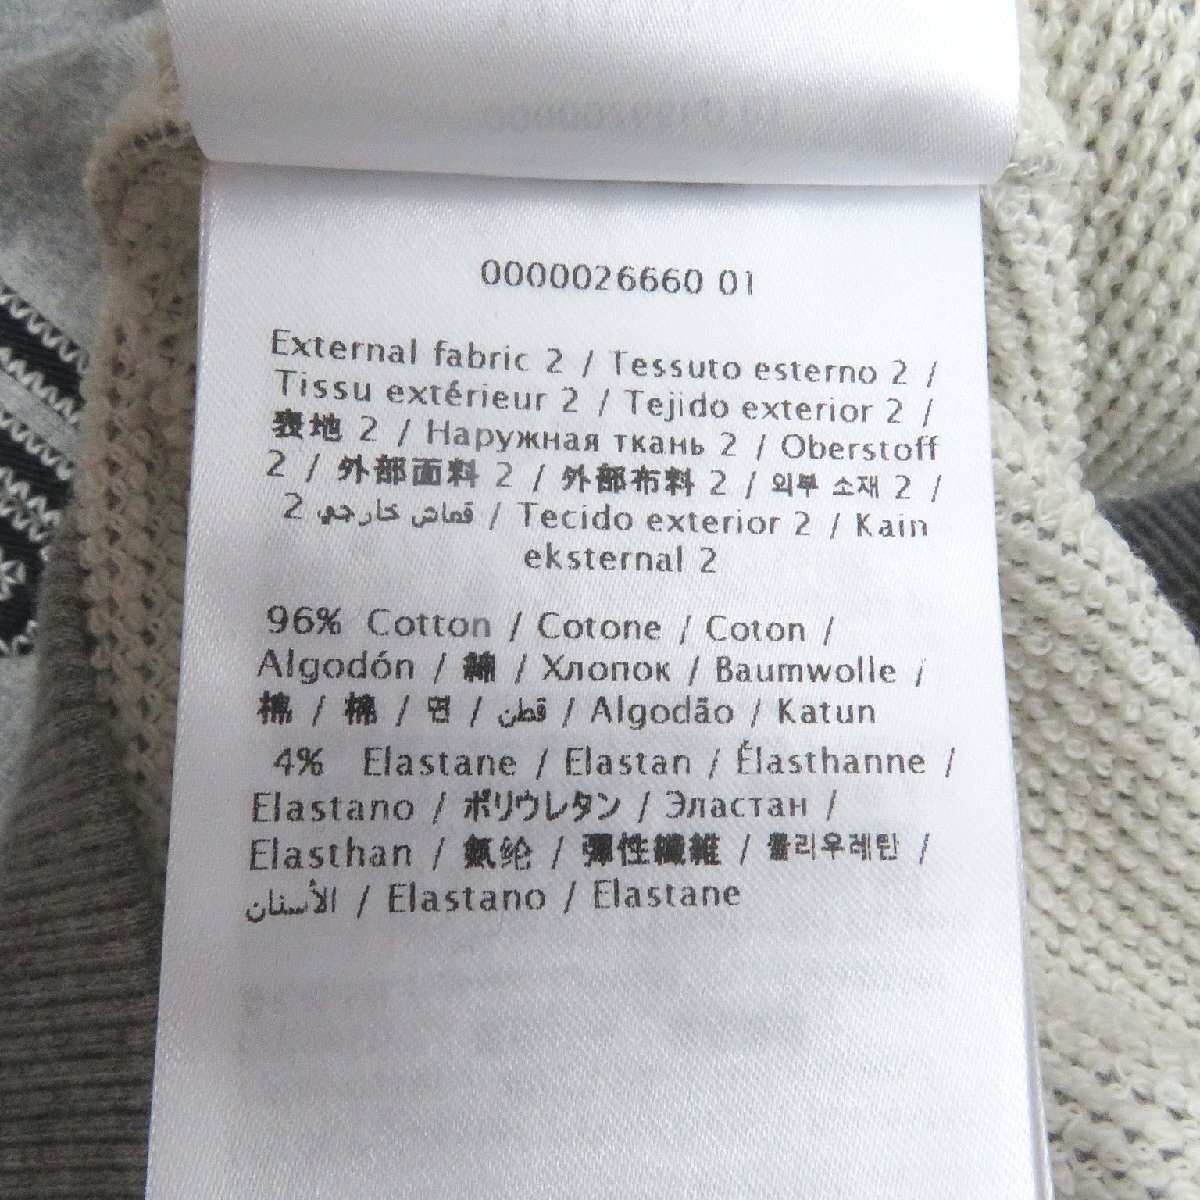 0000026660 01
External fabric 2 / Tessuto esterno 2 /
Tissu extérieur 2 / Tejido exterior 2 /
表地 2 / Наружная ткань 2 / Oberstoff
2 / 外部面料 2 / 外部布料 2 / 외부 소재 2 /
قماش خارجي 2 / Tecido exterior 2 / Kain
eksternal 2
96% Cotton / Cotone / Coton /
Algodón / 綿 / Хлопок / Baumwolle /
棉 / 棉 / 면 / قطن / Algodão / Katun
4% Elastane / Elastan / Élasthanne /
Elastano / ポリウレタン / Эластан /
Elasthan / 氨纶 / 彈性纖維 / 폴리우레탄 /
الأستان / Elastano / Elastane